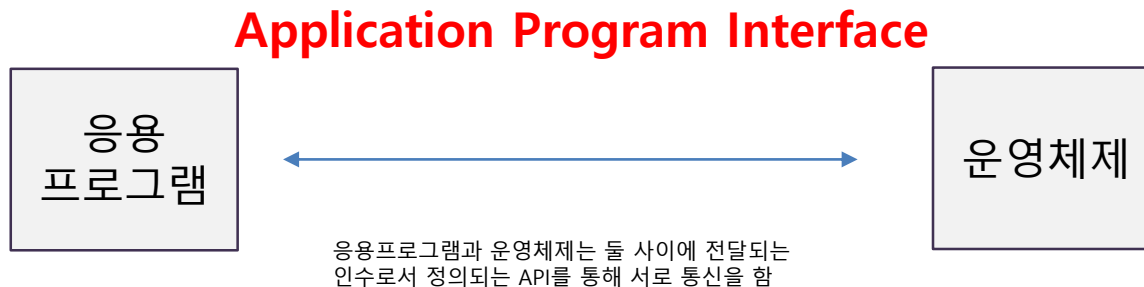 Application Program Interface
응용
프로그램
운영체제
응용프로그램과 운영체제는 둘 사이에 전달되는
인수로서 정의되는 API를 통해 서로 통신을 함